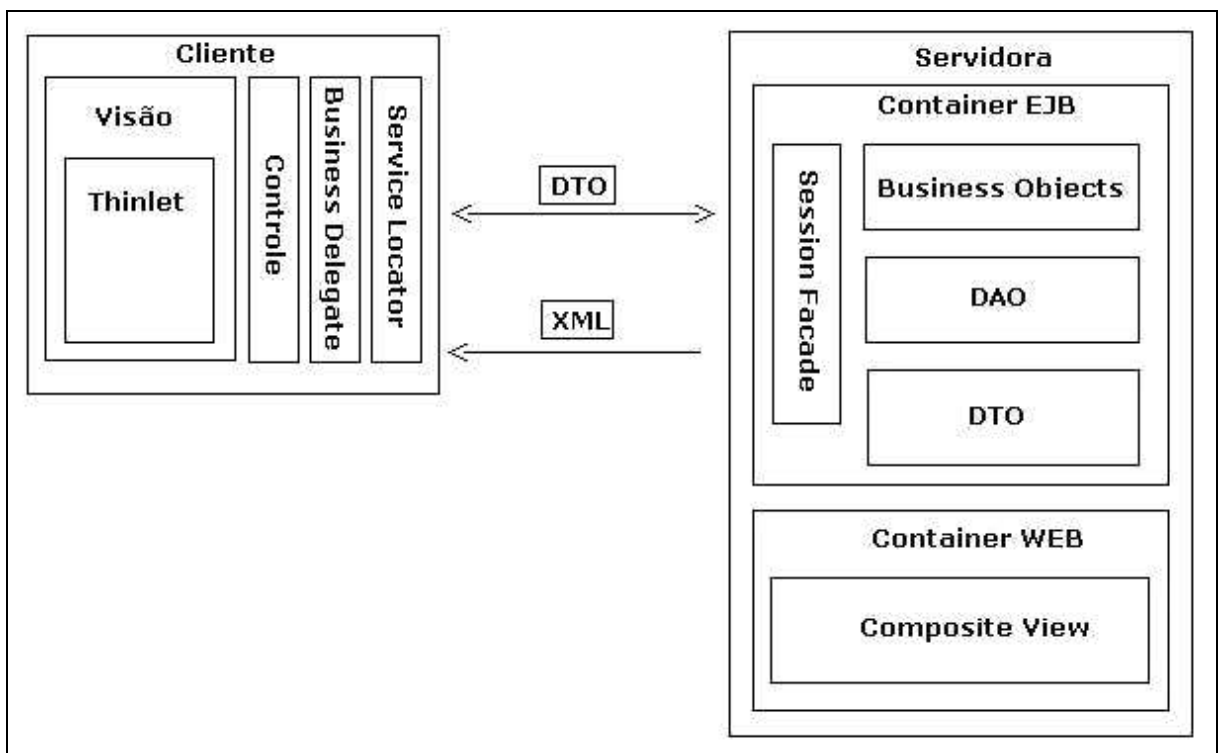 Cliente
Visão
Thinlet
Controle
Business Delegate
Service Locator
DTO
XML
Servidora
Container EJB
Session Facade
Business Objects
DAO
DTO
Container WEB
Composite View